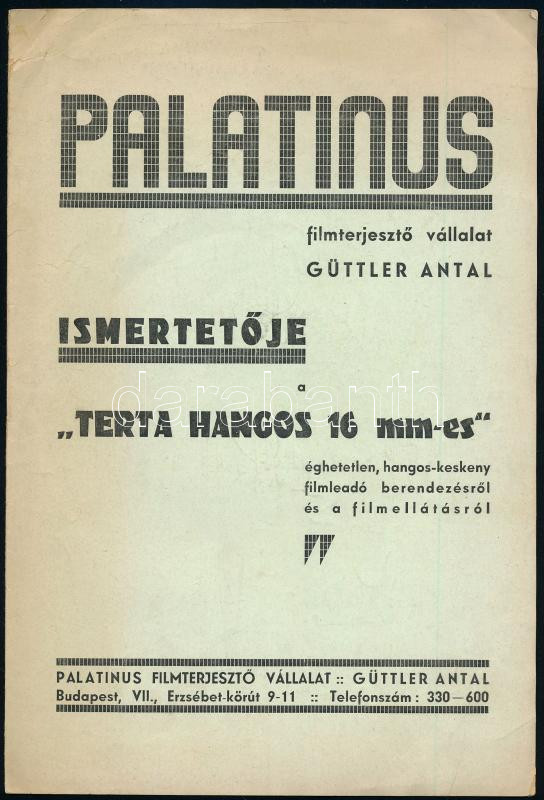 PALATINUS
filmterjesztő vállalat
GÜTTLER ANTAL
ISMERTETŐJE
a
„TERTA HANGOS 16 mm-es“
éghetetlen, hangos-keskeny
filmleadó berendezésről
és a filmellátásról
PALATINUS FILMTERJESZTŐ VÁLLALAT :: GÜTTLER ANTAL
Budapest, VII., Erzsébet-körút 9-11 :: Telefonszám: 330—600
darabanth